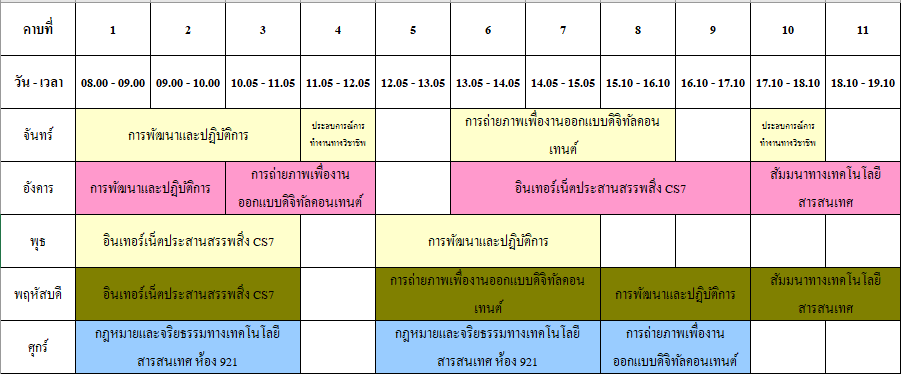 คาบที่ 1 2 3 4 5 6 7 8 9 10 11
วัน - เวลา 08.00 - 09.00 09.00 - 10.00 10.05 - 11.05 11.05 - 12.05 12.05 - 13.05 13.05 - 14.05 14.05 - 15.05 15.10 - 16.10 16.10 - 17.10 17.10 - 18.10 18.10 - 19.10
จันทร์
การพัฒนาและปฏิบัติการ
ประสบการณ์การ
ทำงานทางวิชาชีพ
การถ่ายภาพเพื่องานออกแบบดิจิทัลคอน
เทนต์
ประสบการณ์การ
ทำงานทางวิชาชีพ
อังคาร
การพัฒนาและปฏิบัติการ
การถ่ายภาพเพื่องาน
ออกแบบดิจิทัลคอนเทนต์
อินเทอร์เน็ตประสานสรรพสิ่ง CS7
สัมมนาทางเทคโนโลยี
สารสนเทศ
พุธ
อินเทอร์เน็ตประสานสรรพสิ่ง CS7
การพัฒนาและปฏิบัติการ
พฤหัสบดี
อินเทอร์เน็ตประสานสรรพสิ่ง CS7
การถ่ายภาพเพื่องานออกแบบดิจิทัลคอน
เทนต์
การพัฒนาและปฏิบัติการ
สัมมนาทางเทคโนโลยี
สารสนเทศ
ศุกร์
กฎหมายและจริยธรรมทางเทคโนโลยี
สารสนเทศ ห้อง 921
กฎหมายและจริยธรรมทางเทคโนโลยี
สารสนเทศ ห้อง 921
การถ่ายภาพเพื่องาน
ออกแบบดิจิทัลคอนเทนต์